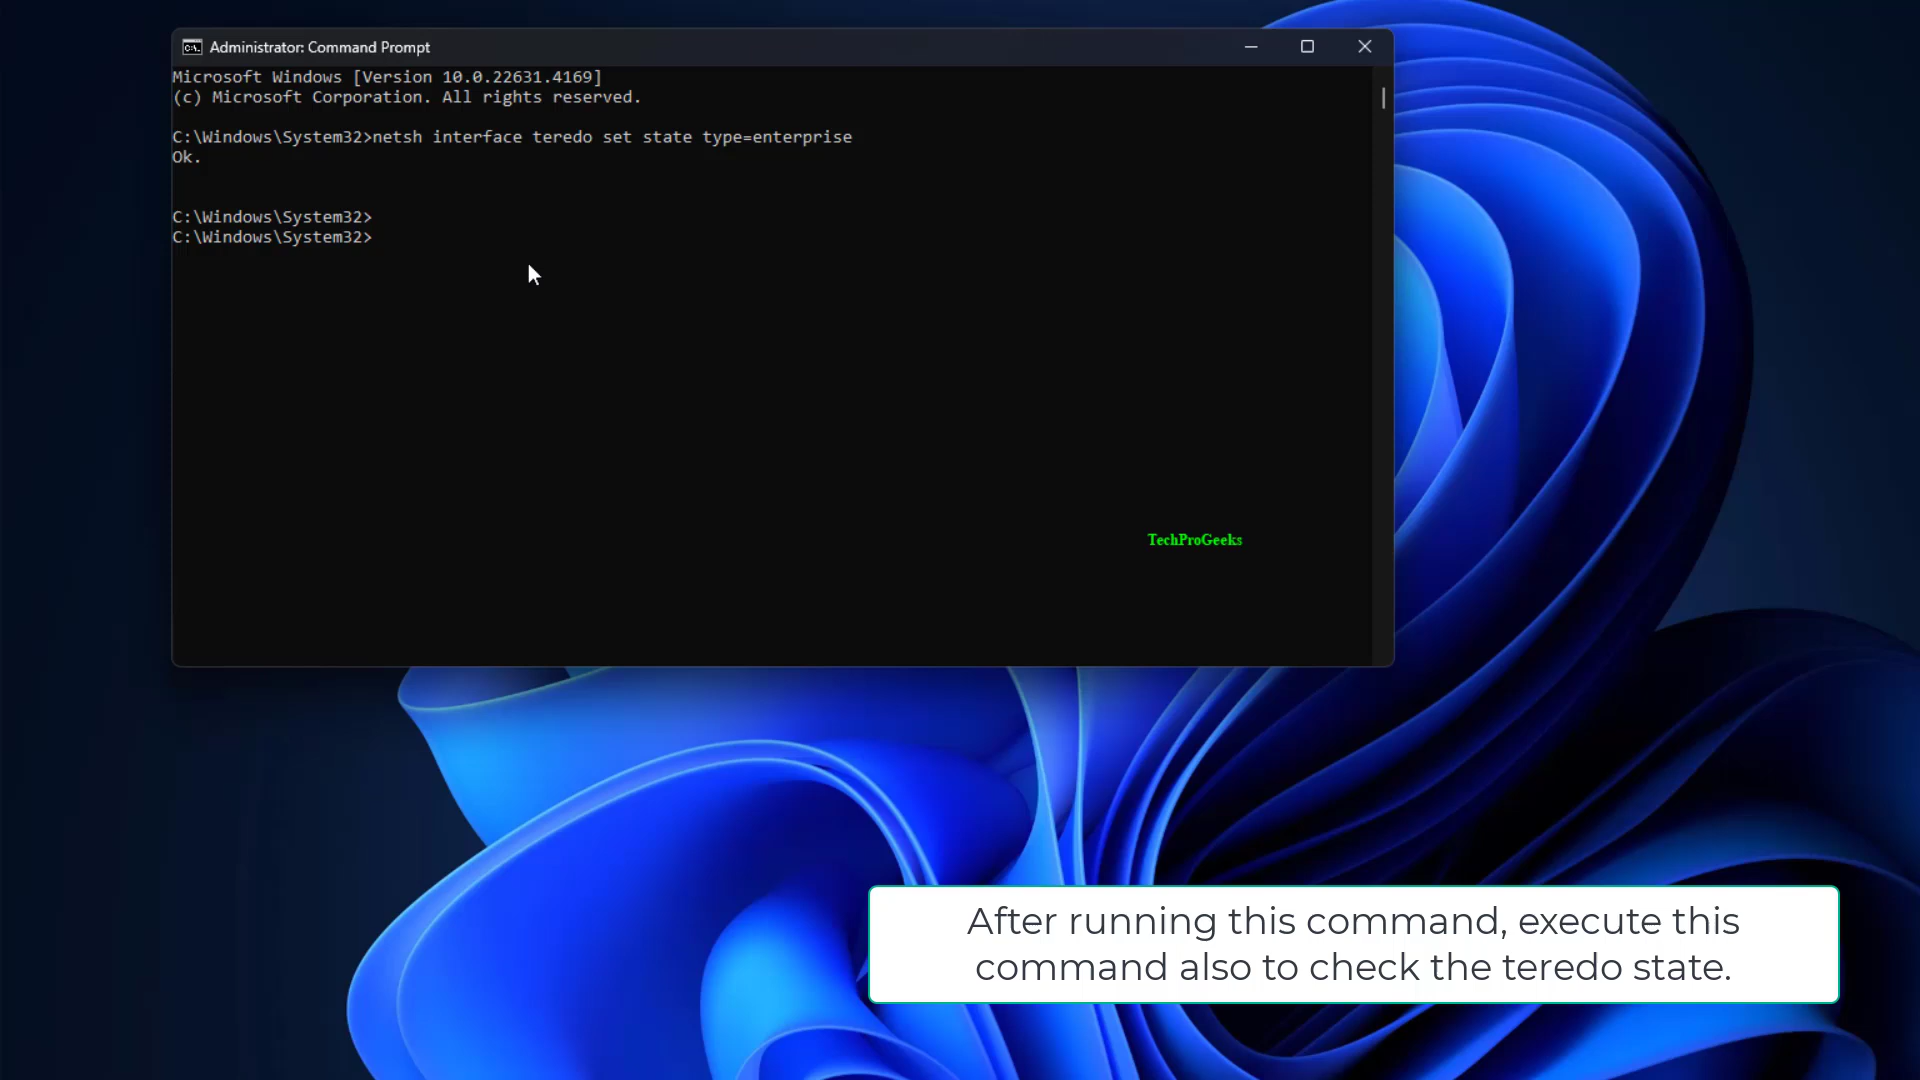 Administrator: Command Prompt
Microsoft Windows [Version 10.0.22631.4169]
(c) Microsoft Corporation. All rights reserved.
C:\Windows\System32>netsh interface teredo set state type=enterprise
Ok.
C:\Windows\System32>
C:\Windows\System32>
TechProGeeks
After running this command, execute this
command also to check the teredo state.